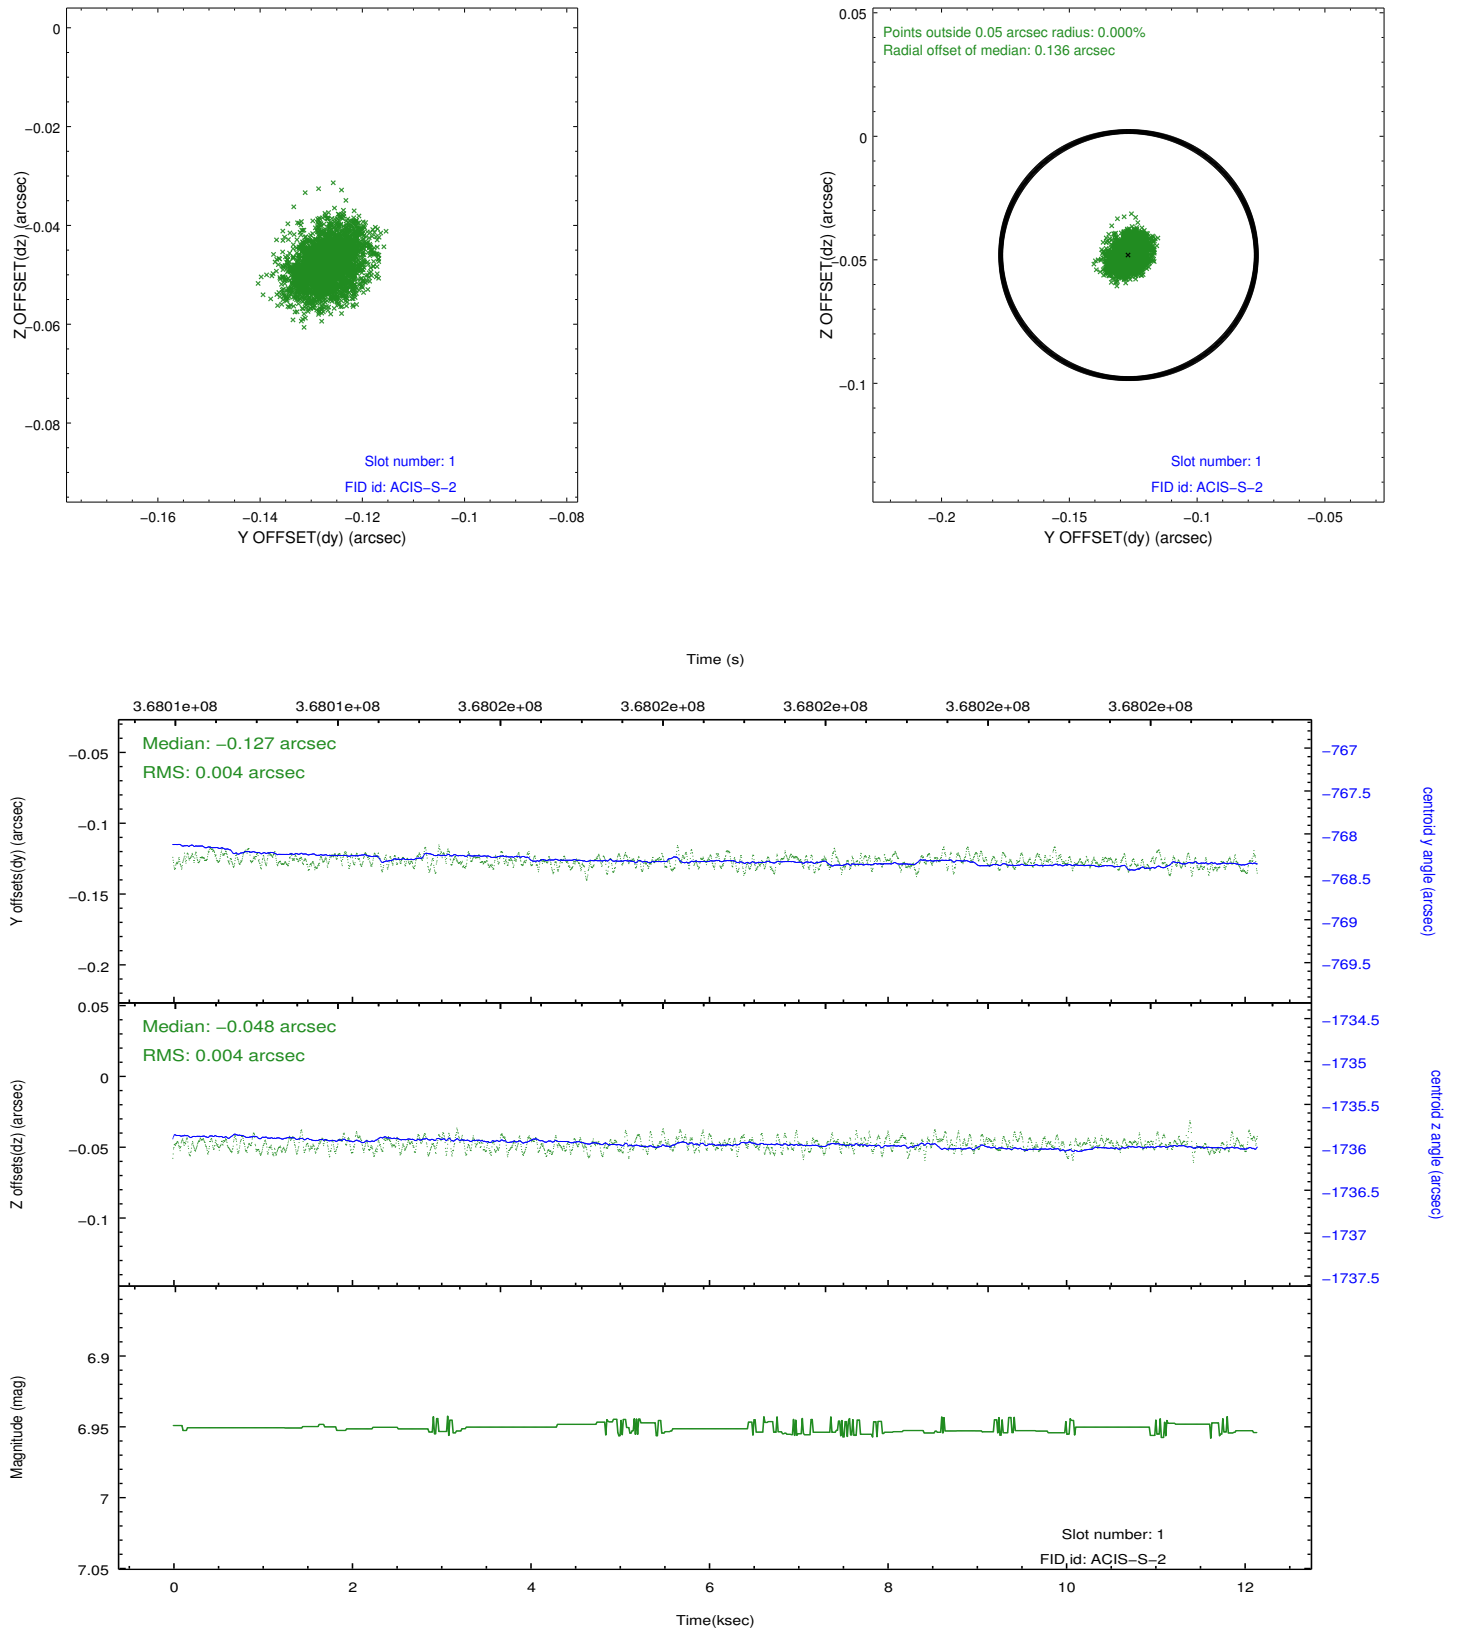 0
−0.02
−0.04
−0.06
−0.08
Z OFFSET(dz) (arcsec)
Slot number: 1
FID id: ACIS−S−2
−0.16
−0.14
−0.12
−0.1
−0.08
Y OFFSET(dy) (arcsec)
0.05
0
−0.05
−0.1
Z OFFSET(dz) (arcsec)
Points outside 0.05 arcsec radius: 0.000%
Radial offset of median: 0.136 arcsec
Slot number: 1
FID id: ACIS−S−2
−0.2
−0.15
−0.1
−0.05
Y OFFSET(dy) (arcsec)
Time (s)
3.6801e+08
3.6801e+08
3.6802e+08
3.6802e+08
3.6802e+08
3.6802e+08
3.6802e+08
Median: −0.127 arcsec
RMS: 0.004 arcsec
−0.05
−0.1
−0.15
−0.2
Y offsets(dy) (arcsec)
−767
−767.5
−768
−768.5
−769
−769.5
centroid y angle (arcsec)
Median: −0.048 arcsec
RMS: 0.004 arcsec
0.05
0
−0.05
−0.1
Z offsets(dz) (arcsec)
−1734.5
−1735
−1735.5
−1736
−1736.5
−1737
−1737.5
centroid z angle (arcsec)
6.9
6.95
7
7.05
Magnitude (mag)
Slot number: 1
FID id: ACIS−S−2
0
2
4
6
8
10
12
Time(ksec)